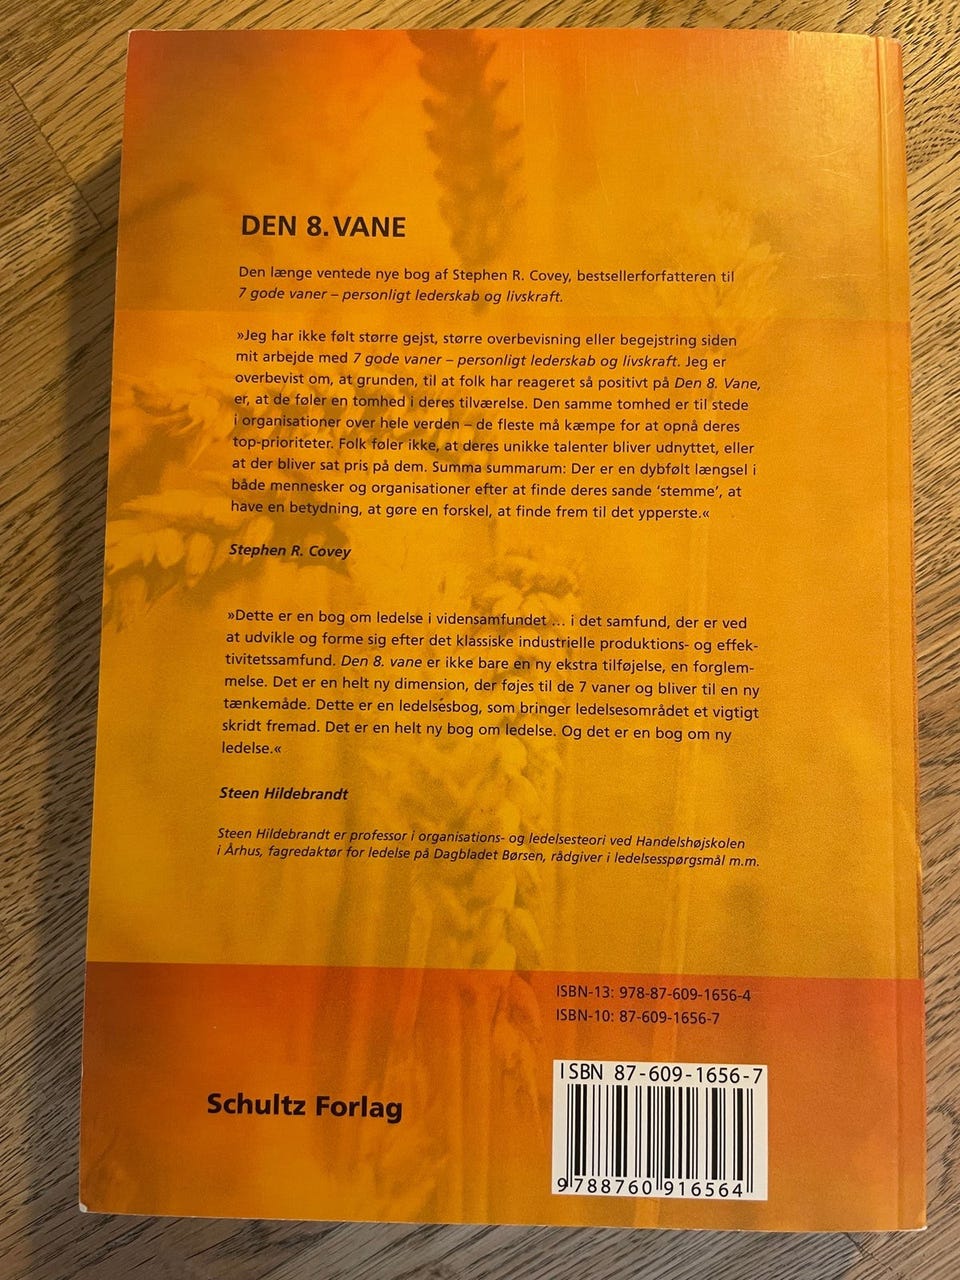 DEN 8. VANE
Den længe ventede nye bog af Stephen R. Covey, bestsellerforfatteren til
7 gode vaner – personligt lederskab og livskraft.
»Jeg har ikke følt større gejst, større overbevisning eller begejstring siden
mit arbejde med 7 gode vaner – personligt lederskab og livskraft. Jeg er
overbevist om, at grunden, til at folk har reageret så positivt på Den 8. Vane,
er, at de føler en tomhed i deres tilværelse. Den samme tomhed er til stede
i organisationer over hele verden – de fleste må kæmpe for at opnå deres
top-prioriteter. Folk føler ikke, at deres unikke talenter bliver udnyttet, eller
at der bliver sat pris på dem. Summa summarum: Der er en dybfølt længsel i
både mennesker og organisationer efter at finde deres sande 'stemme', at
have en betydning, at gøre en forskel, at finde frem til det ypperste.«
Stephen R. Covey
»Dette er en bog om ledelse i vidensamfundet ... i det samfund, der er ved
at udvikle og forme sig efter det klassiske industrielle produktions- og effek-
tivitetssamfund. Den 8. vane er ikke bare en ny ekstra tilføjelse, en forglem-
melse. Det er en helt ny dimension, der føjes til de 7 vaner og bliver til en ny
tænkemåde. Dette er en ledelsesbog, som bringer ledelsesområdet et vigtigt
skridt fremad. Det er en helt ny bog om ledelse. Og det er en bog om ny
ledelse.«
Steen Hildebrandt
Steen Hildebrandt er professor i organisations- og ledelsesteori ved Handelshøjskolen
i Århus, fagredaktør for ledelse på Dagbladet Børsen, rådgiver i ledelsesspørgsmål m.m.
ISBN-13: 978-87-609-1656-4
ISBN-10: 87-609-1656-7
ISBN 87-609-1656-7
Schultz Forlag
9 788760 916564